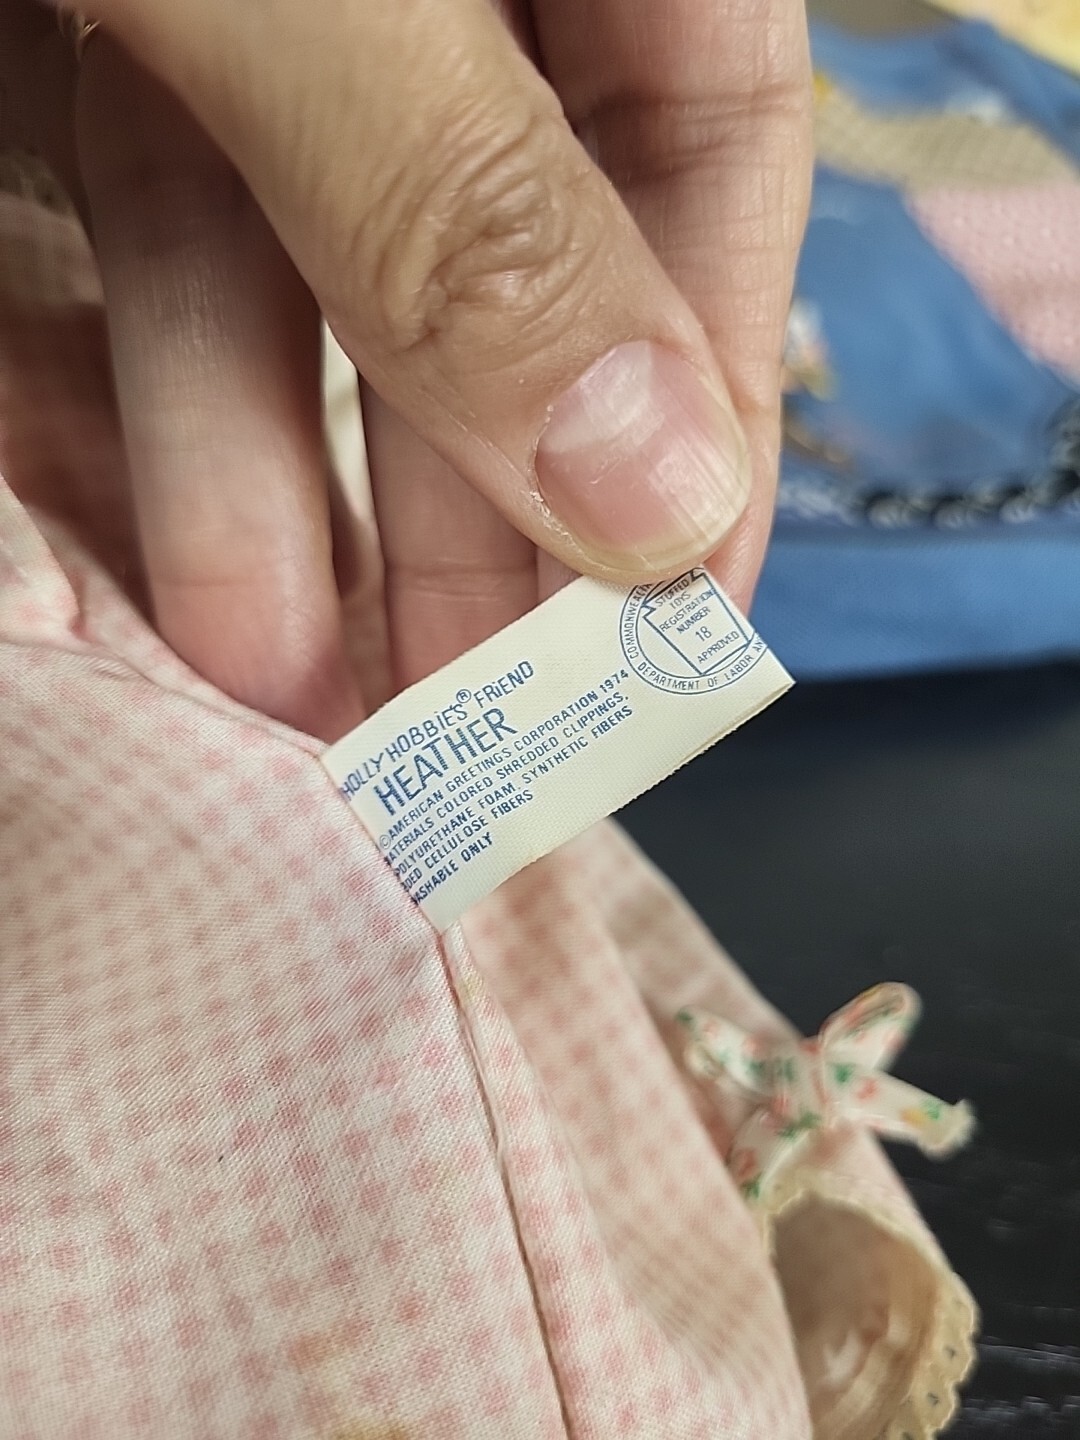 HOLLY HOBBIE'S® FRIEND
HEATHER
©AMERICAN GREETINGS CORPORATION 1974
MATERIALS COLORED SHREDDED CLIPPINGS,
POLYURETHANE FOAM, SYNTHETIC FIBERS
CELLULOSE FIBERS
WASHABLE ONLY
COMMONWEALTH
DEPARTMENT OF LABOR
STUFFED
TOYS
REGISTRATION
NUMBER
18
APPROVED